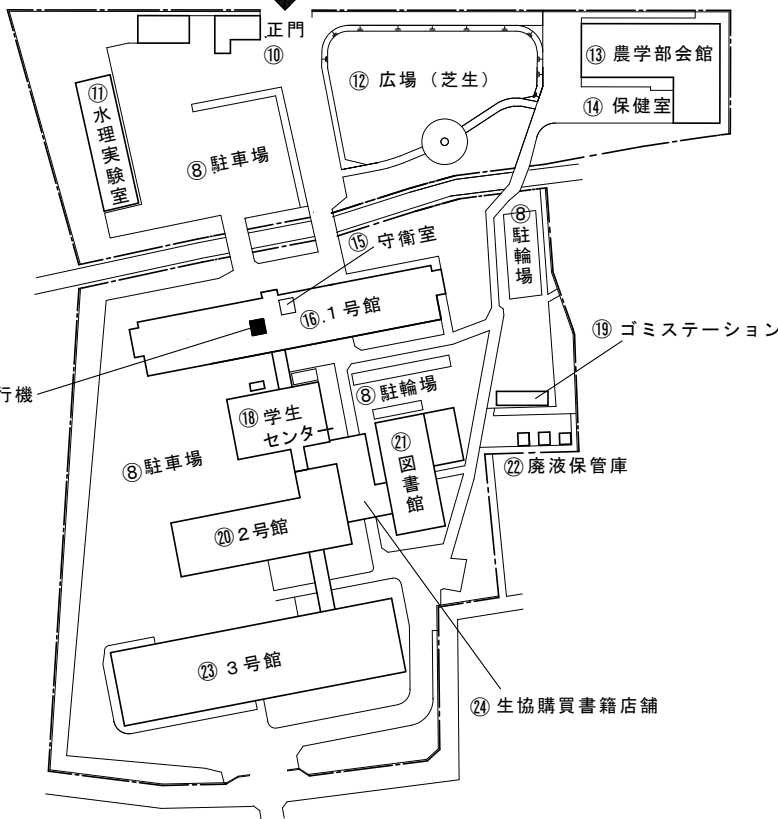 正門
⑩
⑬ 農学部会館
⑫ 広場（芝生）
⑪水理実験室
⑭ 保健室
⑧ 駐車場
⑧駐輪場
⑮ 守衛室
⑯.1号館
⑲ ゴミステーション
行機
⑧ 駐輪場
⑱ 学生
センター
㉑図書館
⑧ 駐車場
㉒ 廃液保管庫
⑳ 2号館
㉓ 3号館
㉔ 生協購買書籍店舗